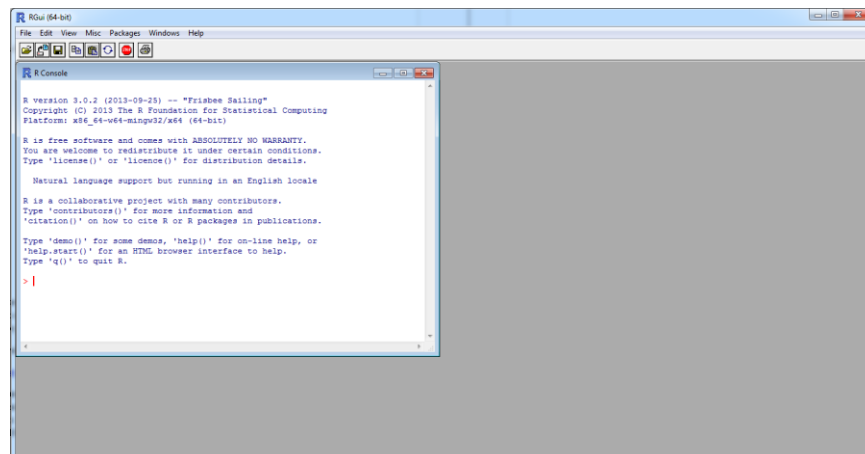 RGui (64-bit)
File Edit View Misc Packages Windows Help
STOP
R Console
R version 3.0.2 (2013-09-25) -- "Frisbee Sailing"
Copyright (C) 2013 The R Foundation for Statistical Computing
Platform: x86_64-w64-mingw32/x64 (64-bit)
R is free software and comes with ABSOLUTELY NO WARRANTY.
You are welcome to redistribute it under certain conditions.
Type 'license()' or 'licence()' for distribution details.
Natural language support but running in an English locale
R is a collaborative project with many contributors.
Type 'contributors()' for more information and
'citation()' on how to cite R or R packages in publications.
Type 'demo()' for some demos, 'help()' for on-line help, or
'help.start()' for an HTML browser interface to help.
Type 'q()' to quit R.
>